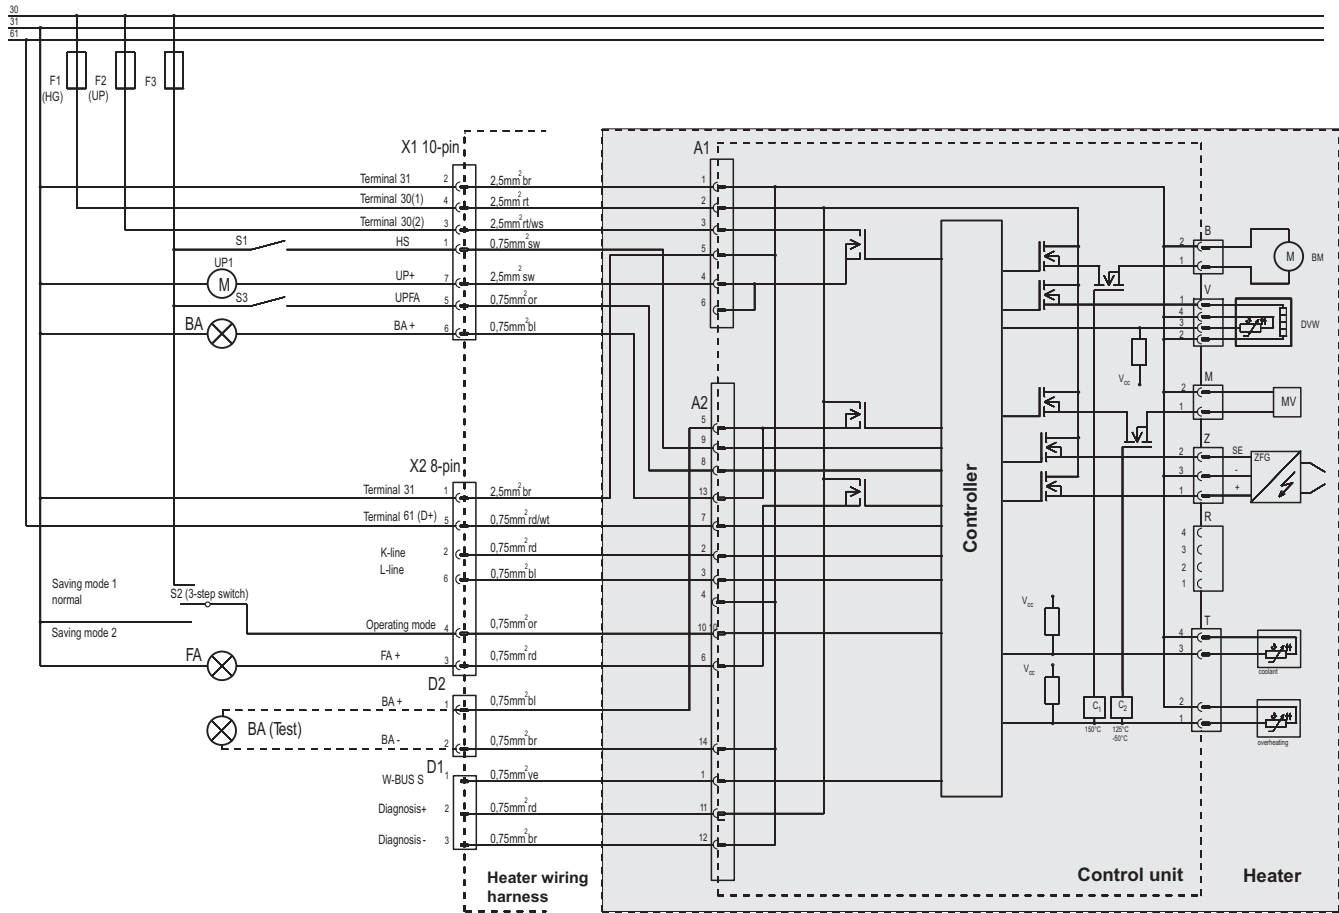 30
31
61
F1
(HG)
F2
(UP)
F3
X1 10-pin
A1
Terminal 31 2 2,5mm² br 1
Terminal 30(1) 4 2,5mm² rt 2
Terminal 30(2) 3 2,5mm² rt/ws 3
S1 HS 1 0,75mm² sw 5
UP1
M UP+ 7 2,5mm² sw 4
S3 UPFA 5 0,75mm² or 6
BA BA + 6 0,75mm² bl
B
2
1
M BM
V
1
4
3
2
DVW
Vcc
M
2
1
MV
A2
5
9
8
13
Z
2 SE ZFG
3 -
1 +
X2 8-pin
Terminal 31 1 2,5mm² br
Terminal 61 (D+) 5 0,75mm² rd/wt 7
K-line 2 0,75mm² rd 2
L-line 6 0,75mm² bl 3
4
R
4
3
2
1
Controller
Saving mode 1
normal
S2 (3-step switch)
Saving mode 2
Operating mode 4 0,75mm² or 10 10
FA FA + 3 0,75mm² rd 6
Vcc
Vcc
T
4
3
coolant
2
1
overheating
C1
150°C
C2
125°C
-50°C
D2
BA + 1 0,75mm² bl
BA (Test)
BA - 2 0,75mm² br 14
D1
W-BUS S 1 0,75mm² ye 1
Diagnosis+ 2 0,75mm² rd 11
Diagnosis - 3 0,75mm² br 12
Heater wiring
harness
Control unit
Heater